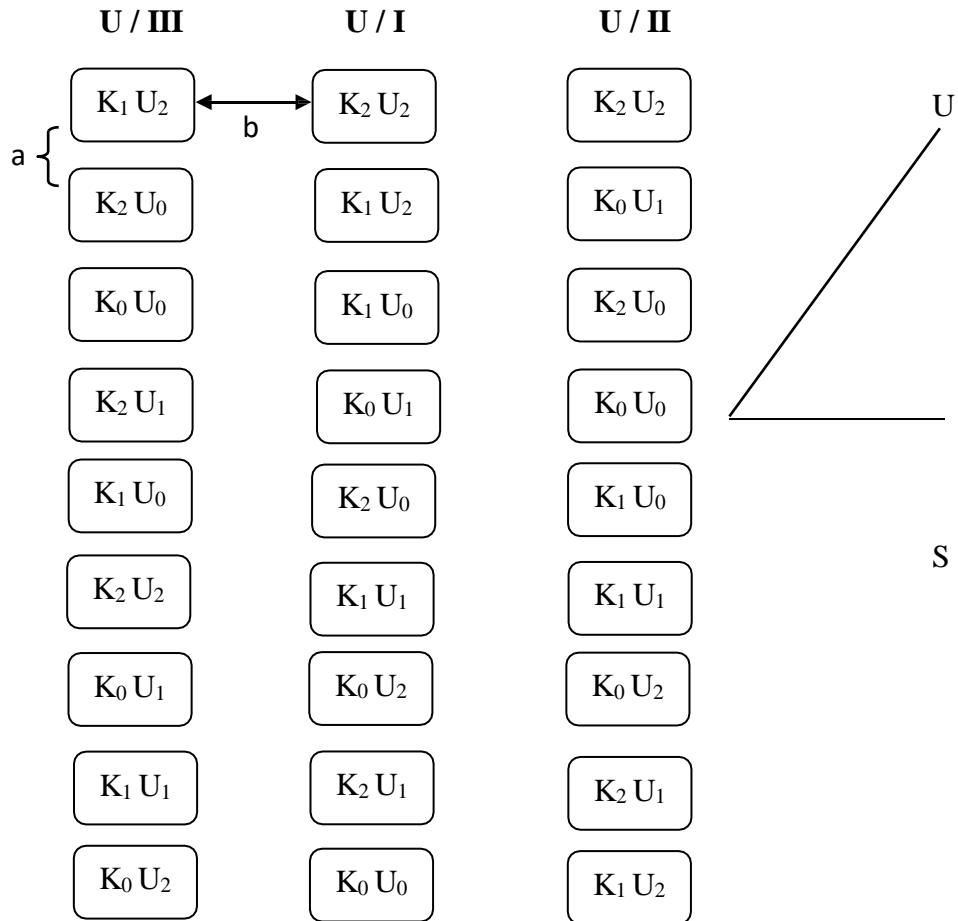 U / III U / I U / II
K₁ U₂ b K₂ U₂ K₂ U₂ U
a
K₂ U₀ K₁ U₂ K₀ U₁
K₀ U₀ K₁ U₀ K₂ U₀
K₂ U₁ K₀ U₁ K₀ U₀
K₁ U₀ K₂ U₀ K₁ U₀
S
K₂ U₂ K₁ U₁ K₁ U₁
K₀ U₁ K₀ U₂ K₀ U₂
K₁ U₁ K₂ U₁ K₂ U₁
K₀ U₂ K₀ U₀ K₁ U₂